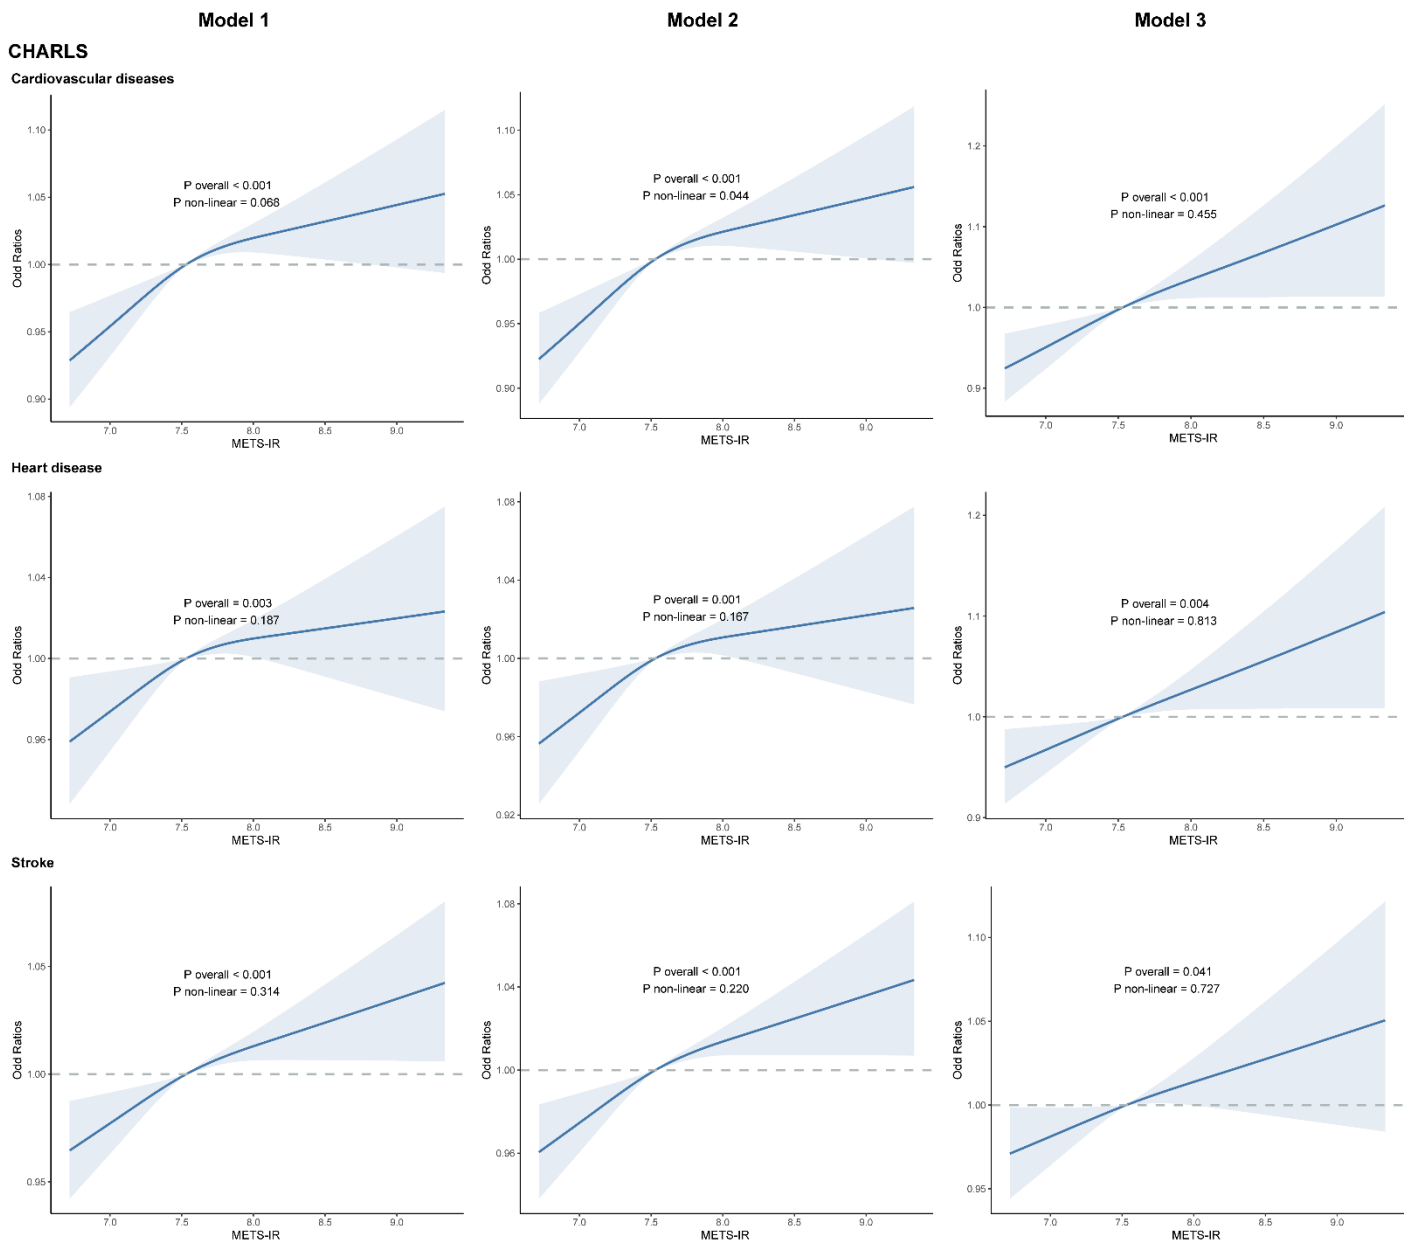 Model 1
Model 2
Model 3
CHARLS
Cardiovascular diseases
1.10
1.05
1.00
0.95
0.90
Odd Ratios
P overall < 0.001
P non-linear = 0.068
7.0 7.5 8.0 8.5 9.0
METS-IR
1.10
1.05
1.00
0.95
0.90
Odd Ratios
P overall < 0.001
P non-linear = 0.044
7.0 7.5 8.0 8.5 9.0
METS-IR
1.2
1.1
1.0
0.9
Odd Ratios
P overall < 0.001
P non-linear = 0.455
7.0 7.5 8.0 8.5 9.0
METS-IR
Heart disease
1.08
1.04
1.00
0.96
Odd Ratios
P overall = 0.003
P non-linear = 0.187
7.0 7.5 8.0 8.5 9.0
METS-IR
1.08
1.04
1.00
0.96
0.92
Odd Ratios
P overall = 0.001
P non-linear = 0.167
7.0 7.5 8.0 8.5 9.0
METS-IR
1.2
1.1
1.0
0.9
Odd Ratios
P overall = 0.004
P non-linear = 0.813
7.0 7.5 8.0 8.5 9.0
METS-IR
Stroke
1.05
1.00
0.95
Odd Ratios
P overall < 0.001
P non-linear = 0.314
7.0 7.5 8.0 8.5 9.0
METS-IR
1.08
1.04
1.00
0.96
Odd Ratios
P overall < 0.001
P non-linear = 0.220
7.0 7.5 8.0 8.5 9.0
METS-IR
1.10
1.05
1.00
0.95
Odd Ratios
P overall = 0.041
P non-linear = 0.727
7.0 7.5 8.0 8.5 9.0
METS-IR